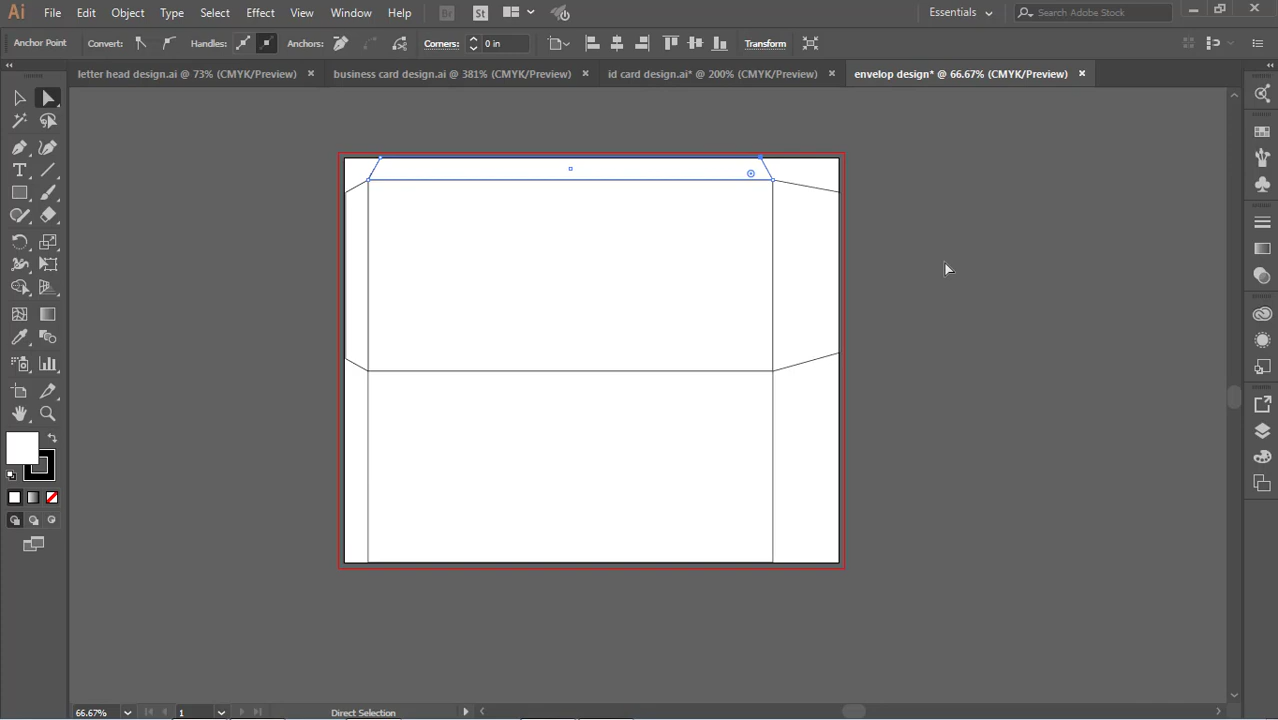 Ai File Edit Object Type Select Effect View Window Help Br St Essentials Search Adobe Stock
Anchor Point Convert: Handles: Anchors: Corners: 0 in Transform
letter head design.ai @ 73% (CMYK/Preview) business card design.ai @ 381% (CMYK/Preview) id card design.ai* @ 200% (CMYK/Preview) envelop design* @ 66.67% (CMYK/Preview)
66.67% 1 Direct Selection